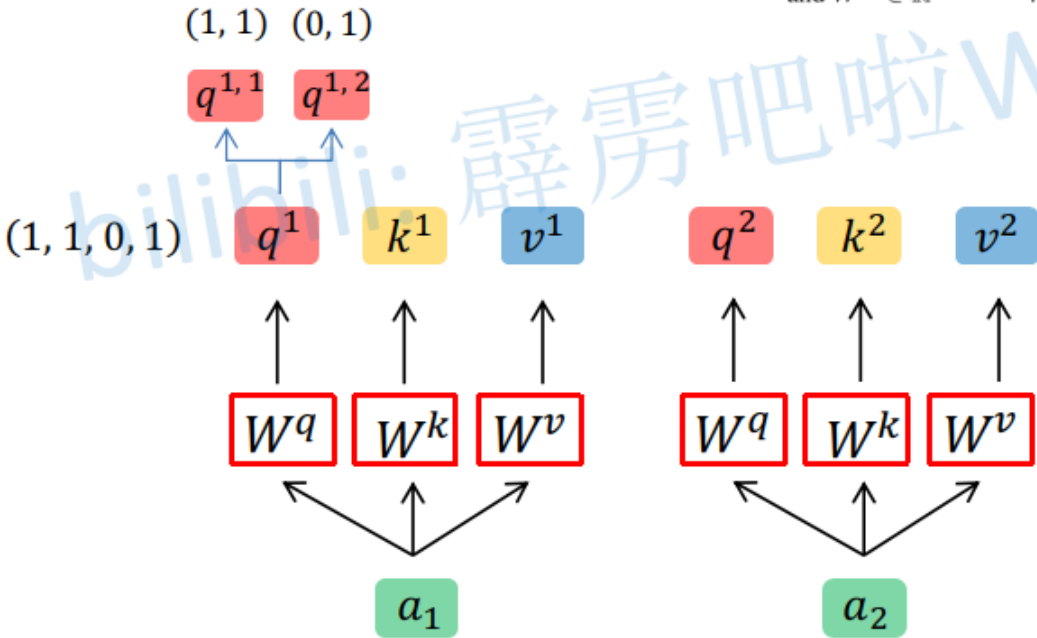 (1, 1) (0, 1)
q^{1, 1} q^{1, 2}
bilibili: 霹雳吧啦W
(1, 1, 0, 1) q^1 k^1 v^1 q^2 k^2 v^2
W^q W^k W^v W^q W^k W^v
a_1 a_2